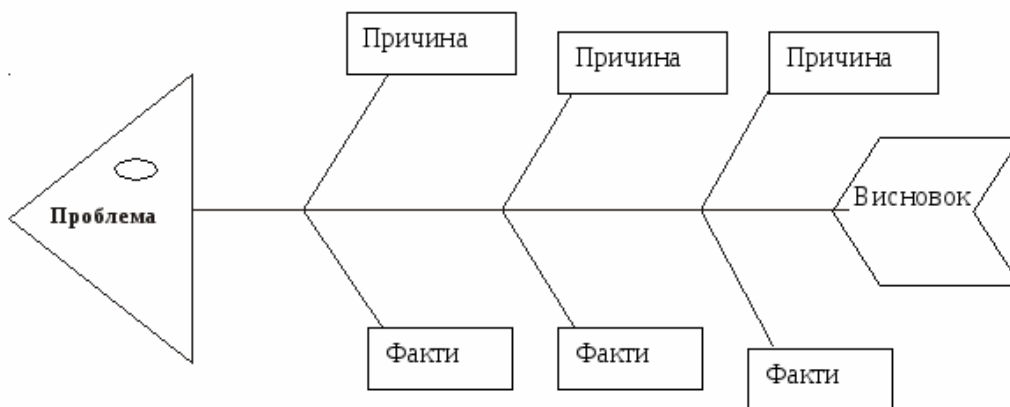 Причина
Причина
Причина
Проблема
Висновок
Факти
Факти
Факти